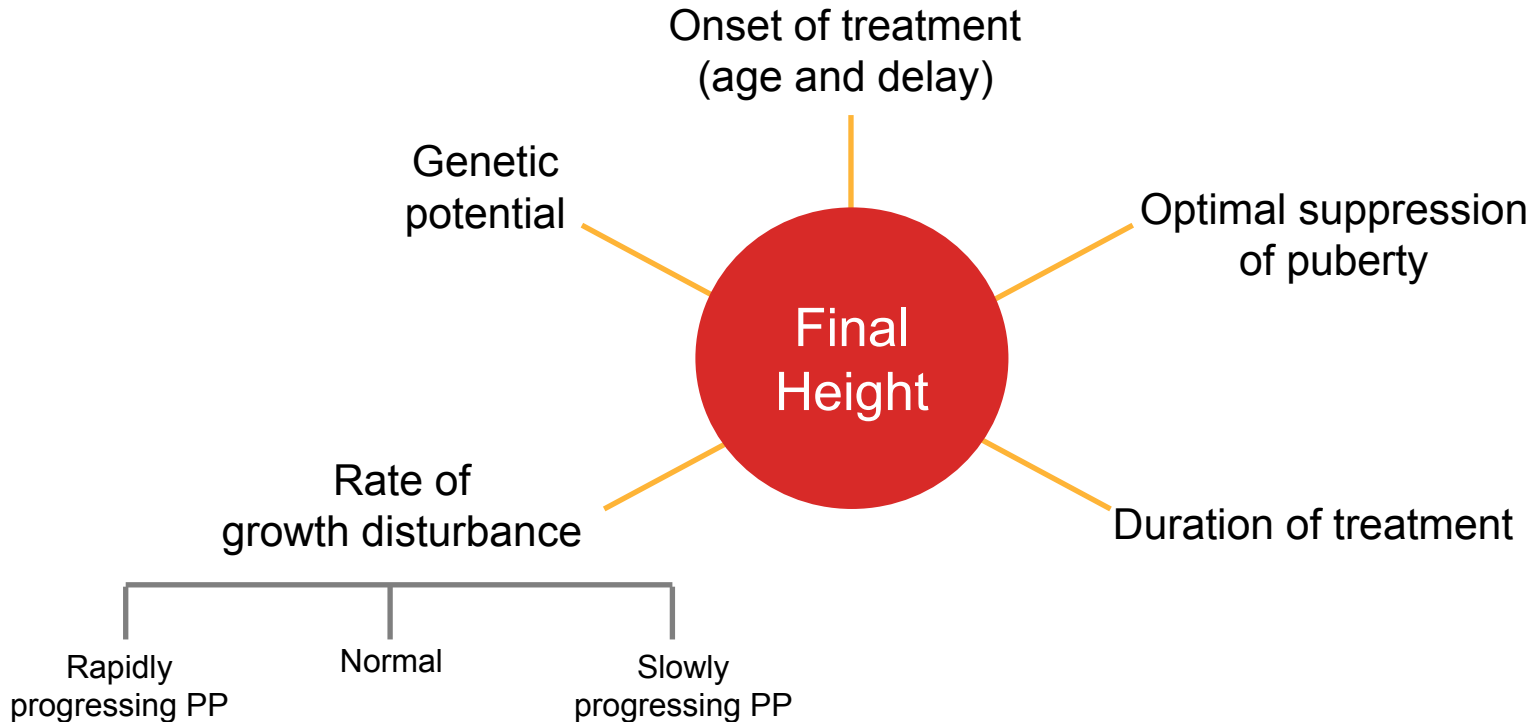 Onset of treatment
(age and delay)
Genetic
potential
Optimal suppression
of puberty
Final
Height
Rate of
growth disturbance
Duration of treatment
Rapidly
progressing PP
Normal
Slowly
progressing PP